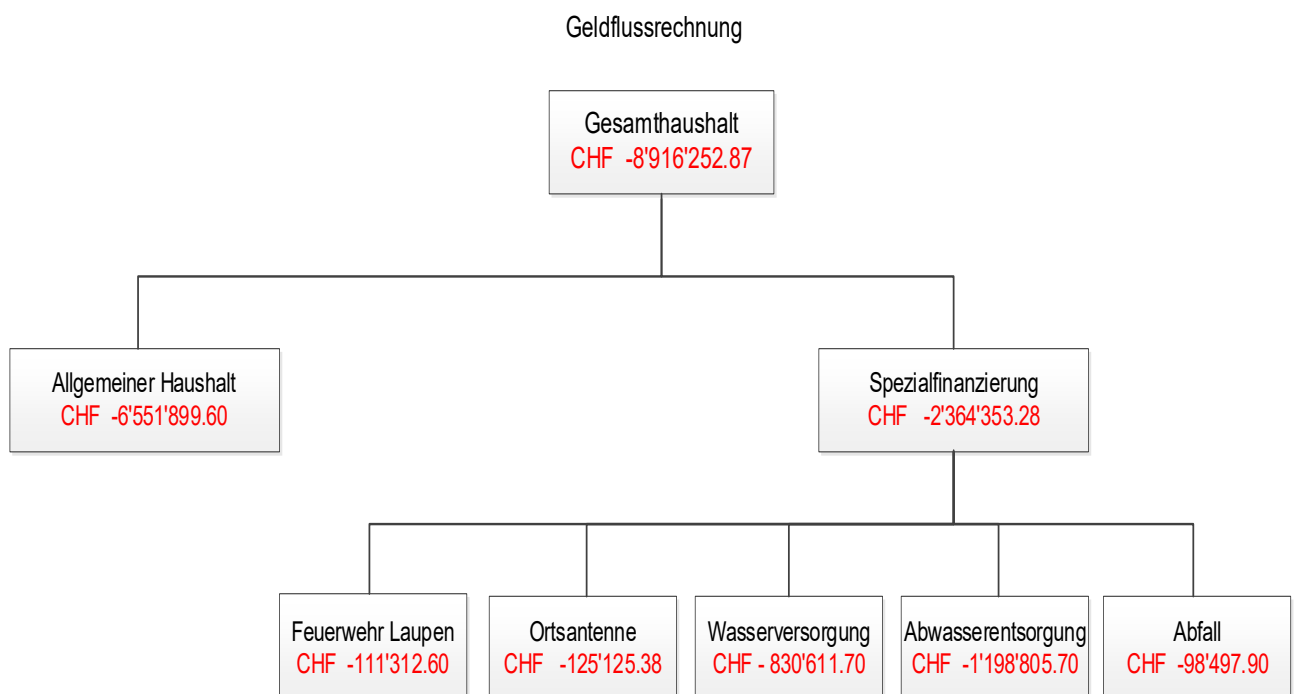 Geldflussrechnung
Gesamthaushalt
CHF -8'916'252.87
Allgemeiner Haushalt
CHF -6'551'899.60
Spezialfinanzierung
CHF -2'364'353.28
Feuerwehr Laupen
CHF -111'312.60
Ortsantenne
CHF -125'125.38
Wasserversorgung
CHF - 830'611.70
Abwasserentsorgung
CHF -1'198'805.70
Abfall
CHF -98'497.90